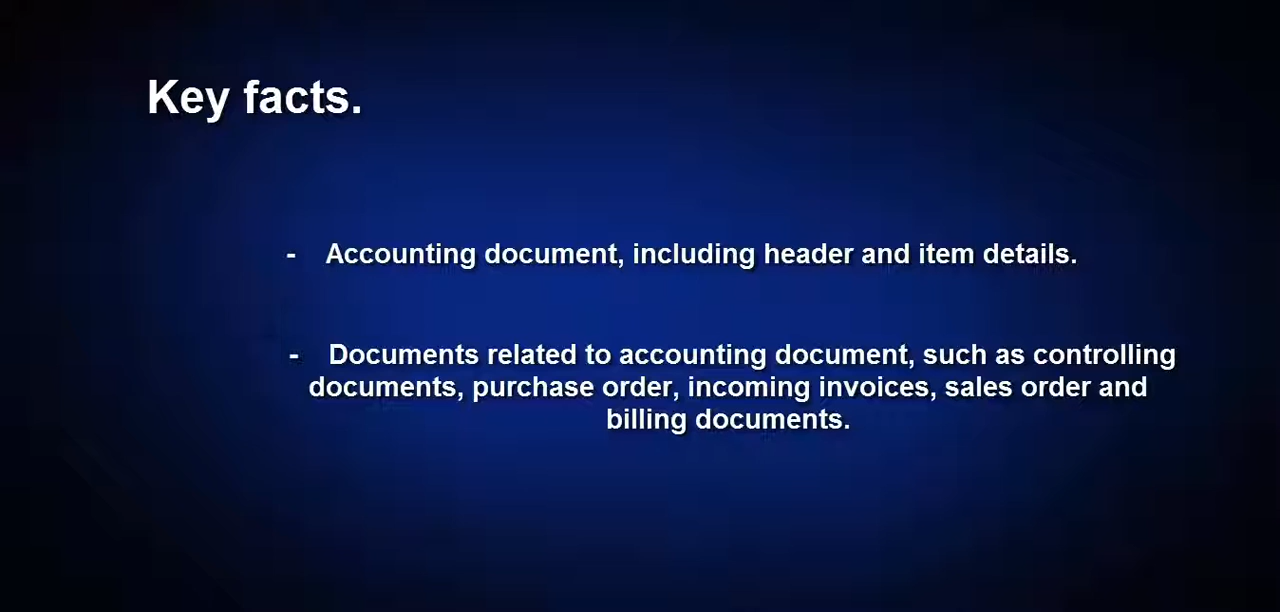 Key facts.
- Accounting document, including header and item details.
- Documents related to accounting document, such as controlling
documents, purchase order, incoming invoices, sales order and
billing documents.